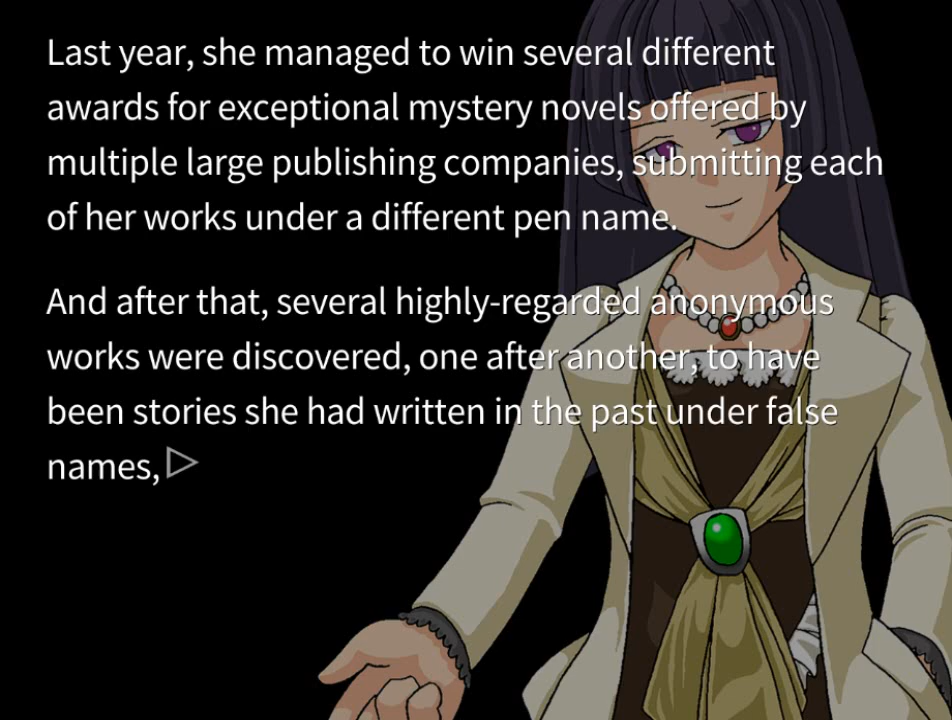 Last year, she managed to win several different
awards for exceptional mystery novels offered by
multiple large publishing companies, submitting each
of her works under a different pen name.
And after that, several highly-regarded anonymous
works were discovered, one after another, to have
been stories she had written in the past under false
names,